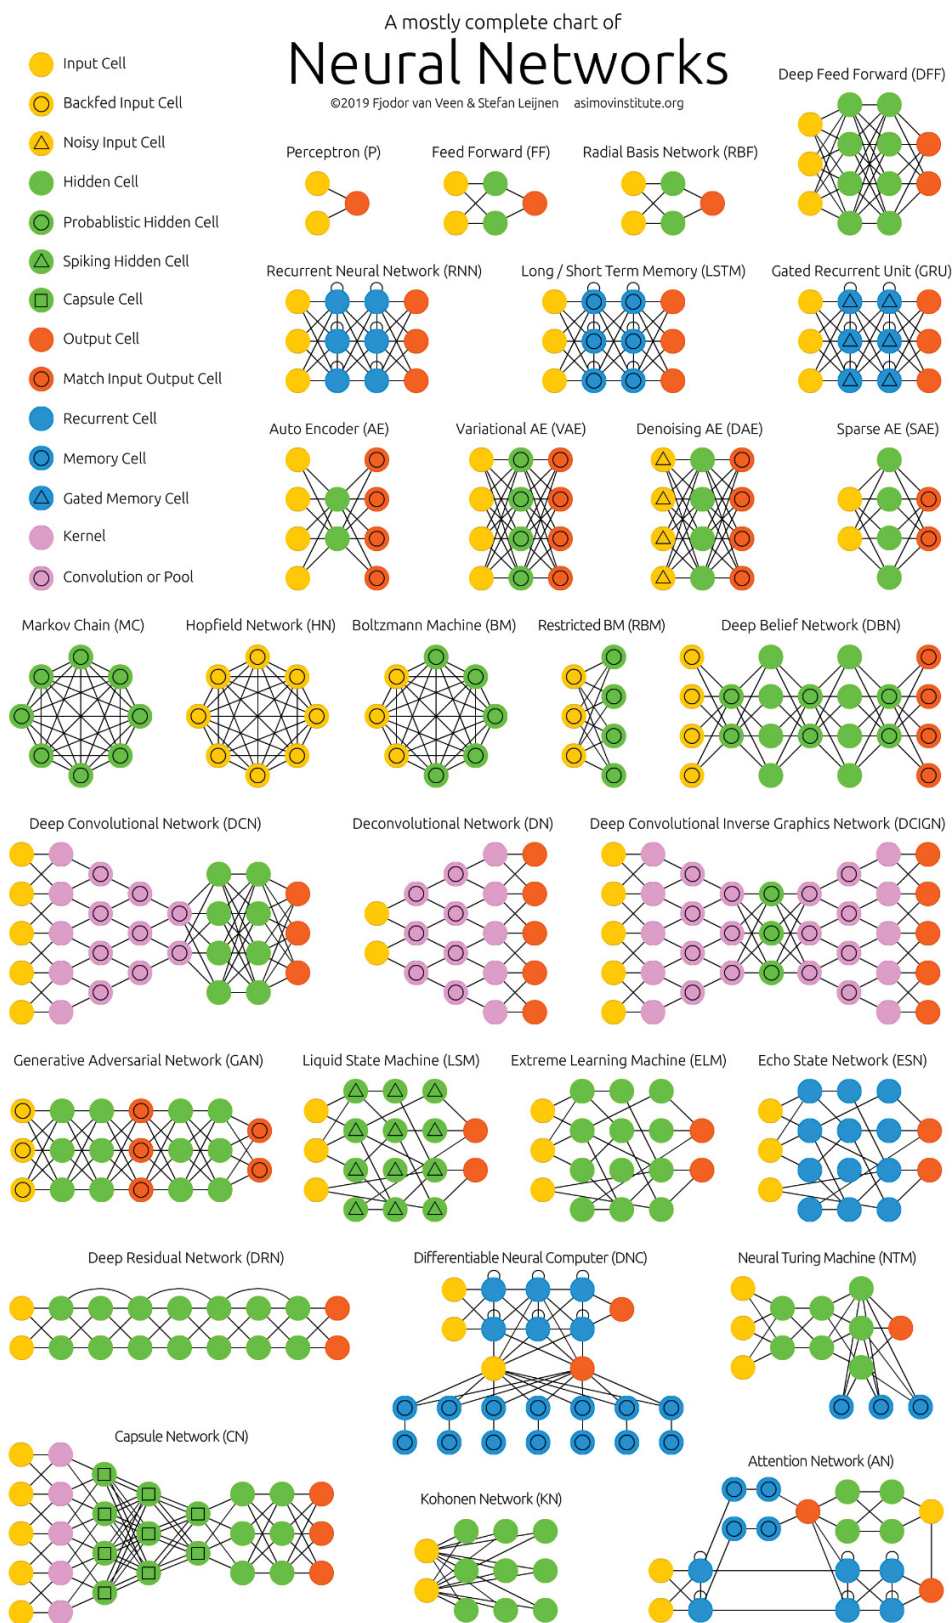 A mostly complete chart of
Neural Networks
©2019 Fjodor van Veen & Stefan Leijnen asimovinstitute.org
Input Cell
Backfed Input Cell
Noisy Input Cell
Hidden Cell
Probablistic Hidden Cell
Spiking Hidden Cell
Capsule Cell
Output Cell
Match Input Output Cell
Recurrent Cell
Memory Cell
Gated Memory Cell
Kernel
Convolution or Pool
Deep Feed Forward (DFF)
Perceptron (P)
Feed Forward (FF)
Radial Basis Network (RBF)
Recurrent Neural Network (RNN)
Long / Short Term Memory (LSTM)
Gated Recurrent Unit (GRU)
Auto Encoder (AE)
Variational AE (VAE)
Denoising AE (DAE)
Sparse AE (SAE)
Markov Chain (MC)
Hopfield Network (HN)
Boltzmann Machine (BM)
Restricted BM (RBM)
Deep Belief Network (DBN)
Deep Convolutional Network (DCN)
Deconvolutional Network (DN)
Deep Convolutional Inverse Graphics Network (DCIGN)
Generative Adversarial Network (GAN)
Liquid State Machine (LSM)
Extreme Learning Machine (ELM)
Echo State Network (ESN)
Deep Residual Network (DRN)
Differentiable Neural Computer (DNC)
Neural Turing Machine (NTM)
Capsule Network (CN)
Kohonen Network (KN)
Attention Network (AN)